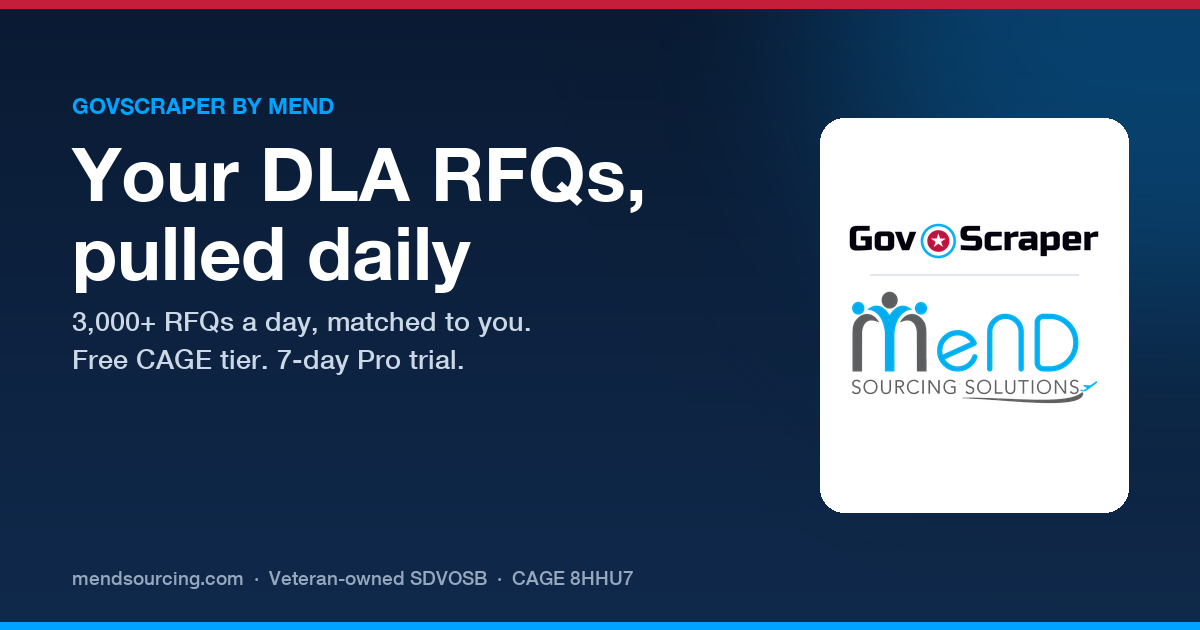 GOVSCRAPER BY MEND
Your DLA RFQs,
pulled daily
3,000+ RFQs a day, matched to you.
Free CAGE tier. 7-day Pro trial.
Gov Scraper
MeND
SOURCING SOLUTIONS
mendsourcing.com · Veteran-owned SDVOSB · CAGE 8HHU7